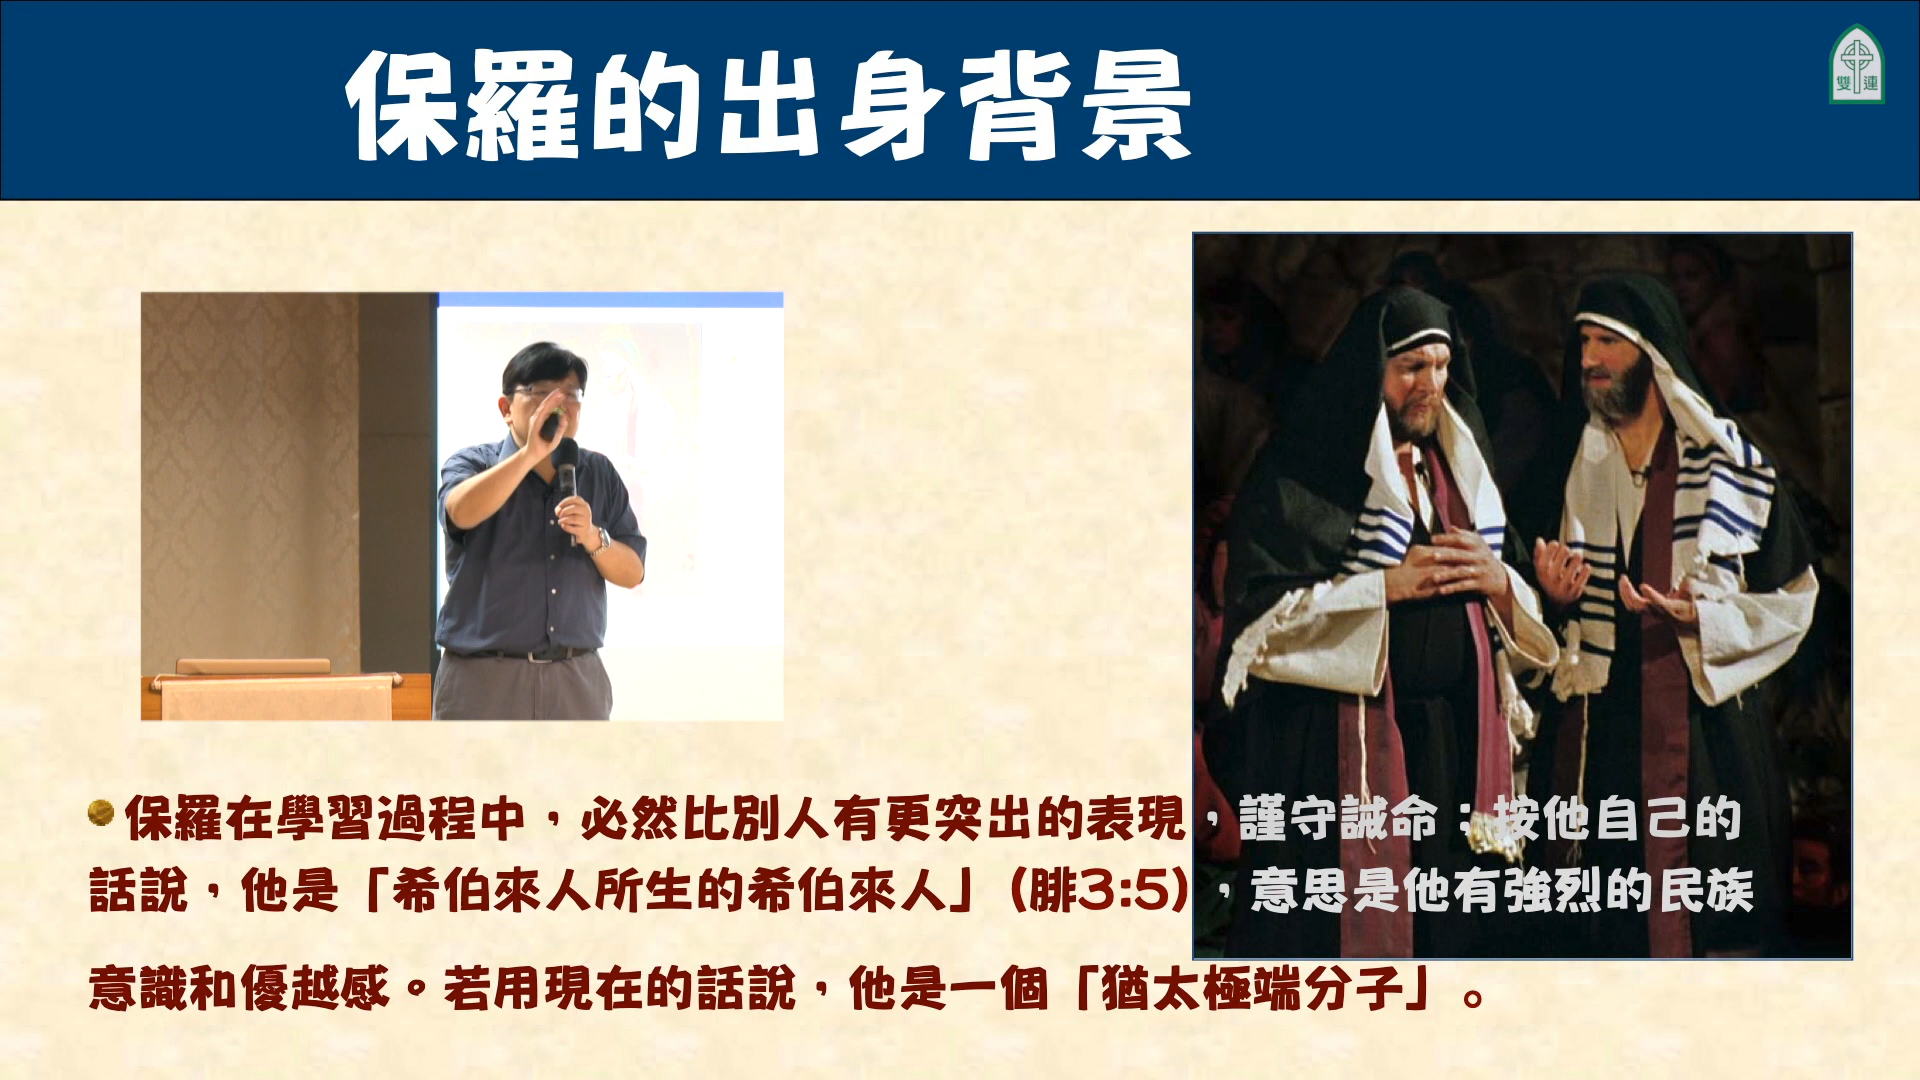 保羅的出身背景
雙連
保羅在學習過程中，必然比別人有更突出的表現，謹守誡命；按他自己的
話說，他是「希伯來人所生的希伯來人」(腓3:5)，意思是他有強烈的民族
意識和優越感。若用現在的話說，他是一個「猶太極端分子」。